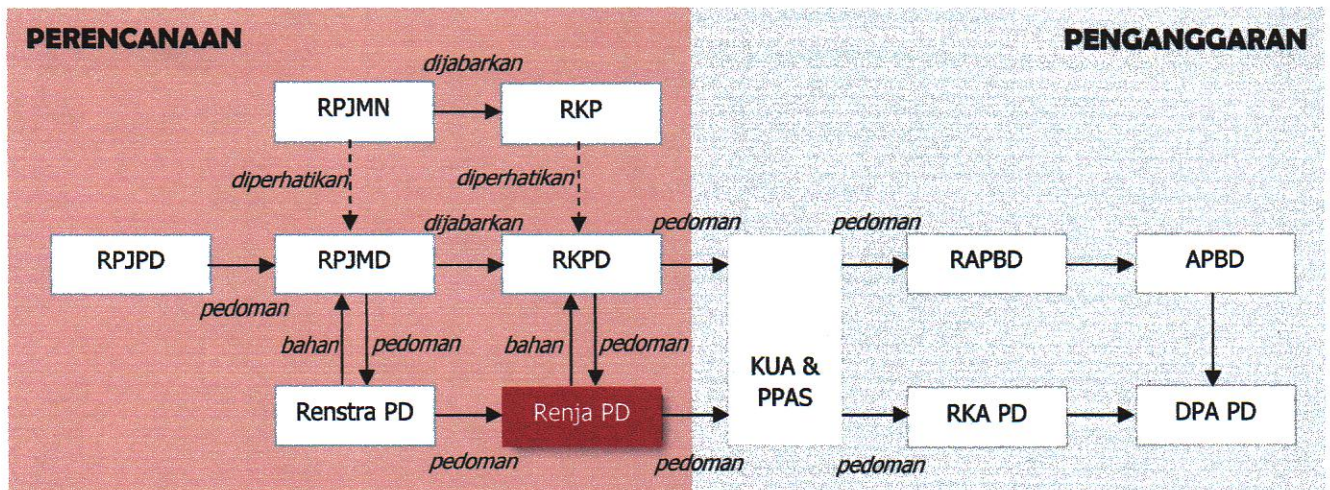 PERENCANAAN
PENGANGGARAN
dijabarkan
RPJMN
RKP
diperhatikan
diperhatikan
dijabarkan
pedoman
pedoman
RPJPD
RPJMD
RKPD
RAPBD
APBD
pedoman
bahan
pedoman
bahan
pedoman
KUA &
PPAS
Renstra PD
Renja PD
RKA PD
DPA PD
pedoman
pedoman
pedoman